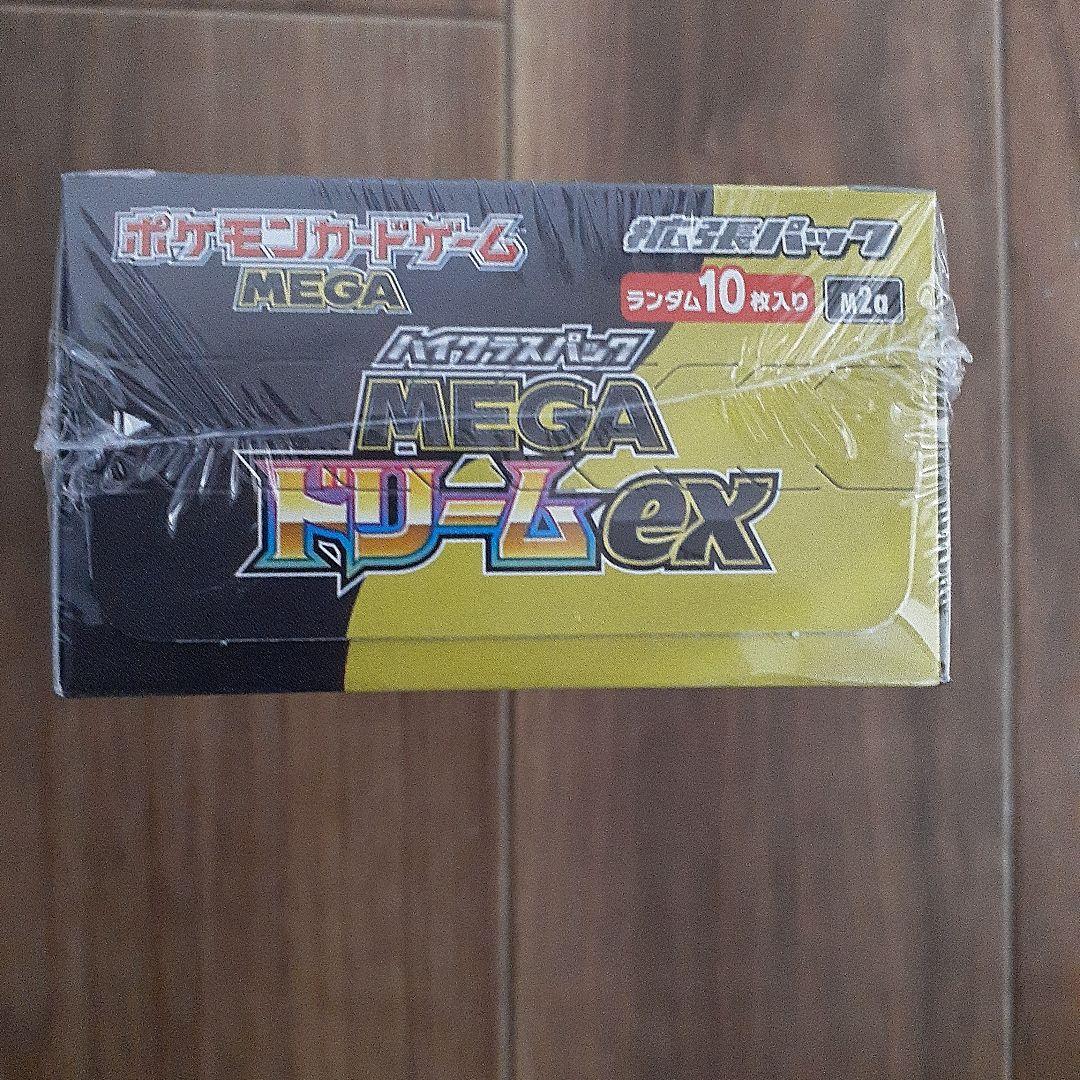 ポケモンカードゲーム
MEGA
拡張パック
ランダム10枚入り
M2a
ハイクラスパック
MEGA
ドリームex